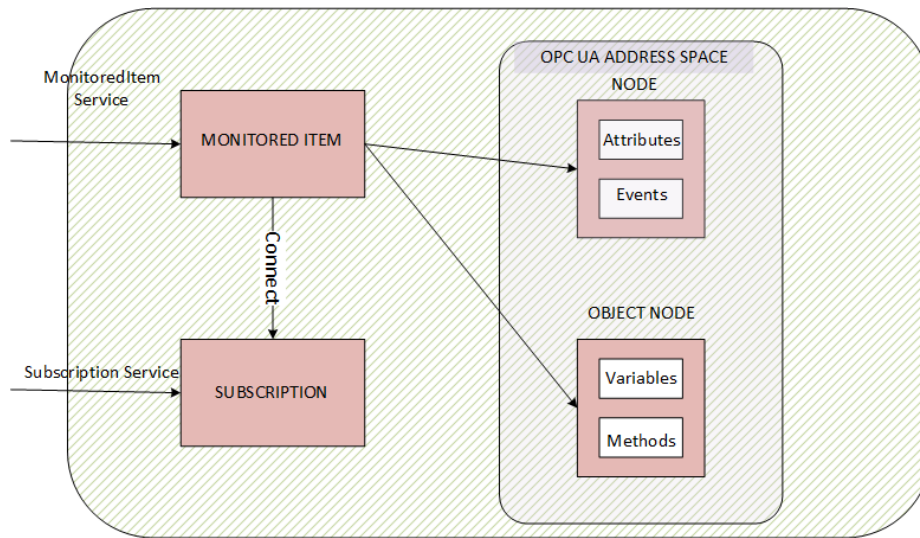 OPC UA ADDRESS SPACE
MonitoredItem
Service
NODE
MONITORED ITEM
Attributes
Events
Connect
OBJECT NODE
Subscription Service
SUBSCRIPTION
Variables
Methods